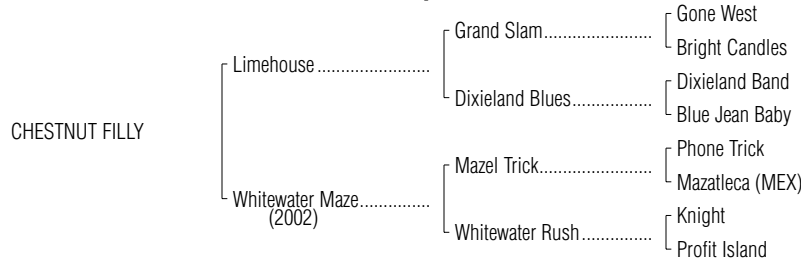 Gone West
Grand Slam.......................
Bright Candles
Limehouse ........................
Dixieland Band
Dixieland Blues.................
Blue Jean Baby
CHESTNUT FILLY
Phone Trick
Mazel Trick........................
Mazatleca (MEX)
Whitewater Maze...............
(2002)
Knight
Whitewater Rush...............
Profit Island